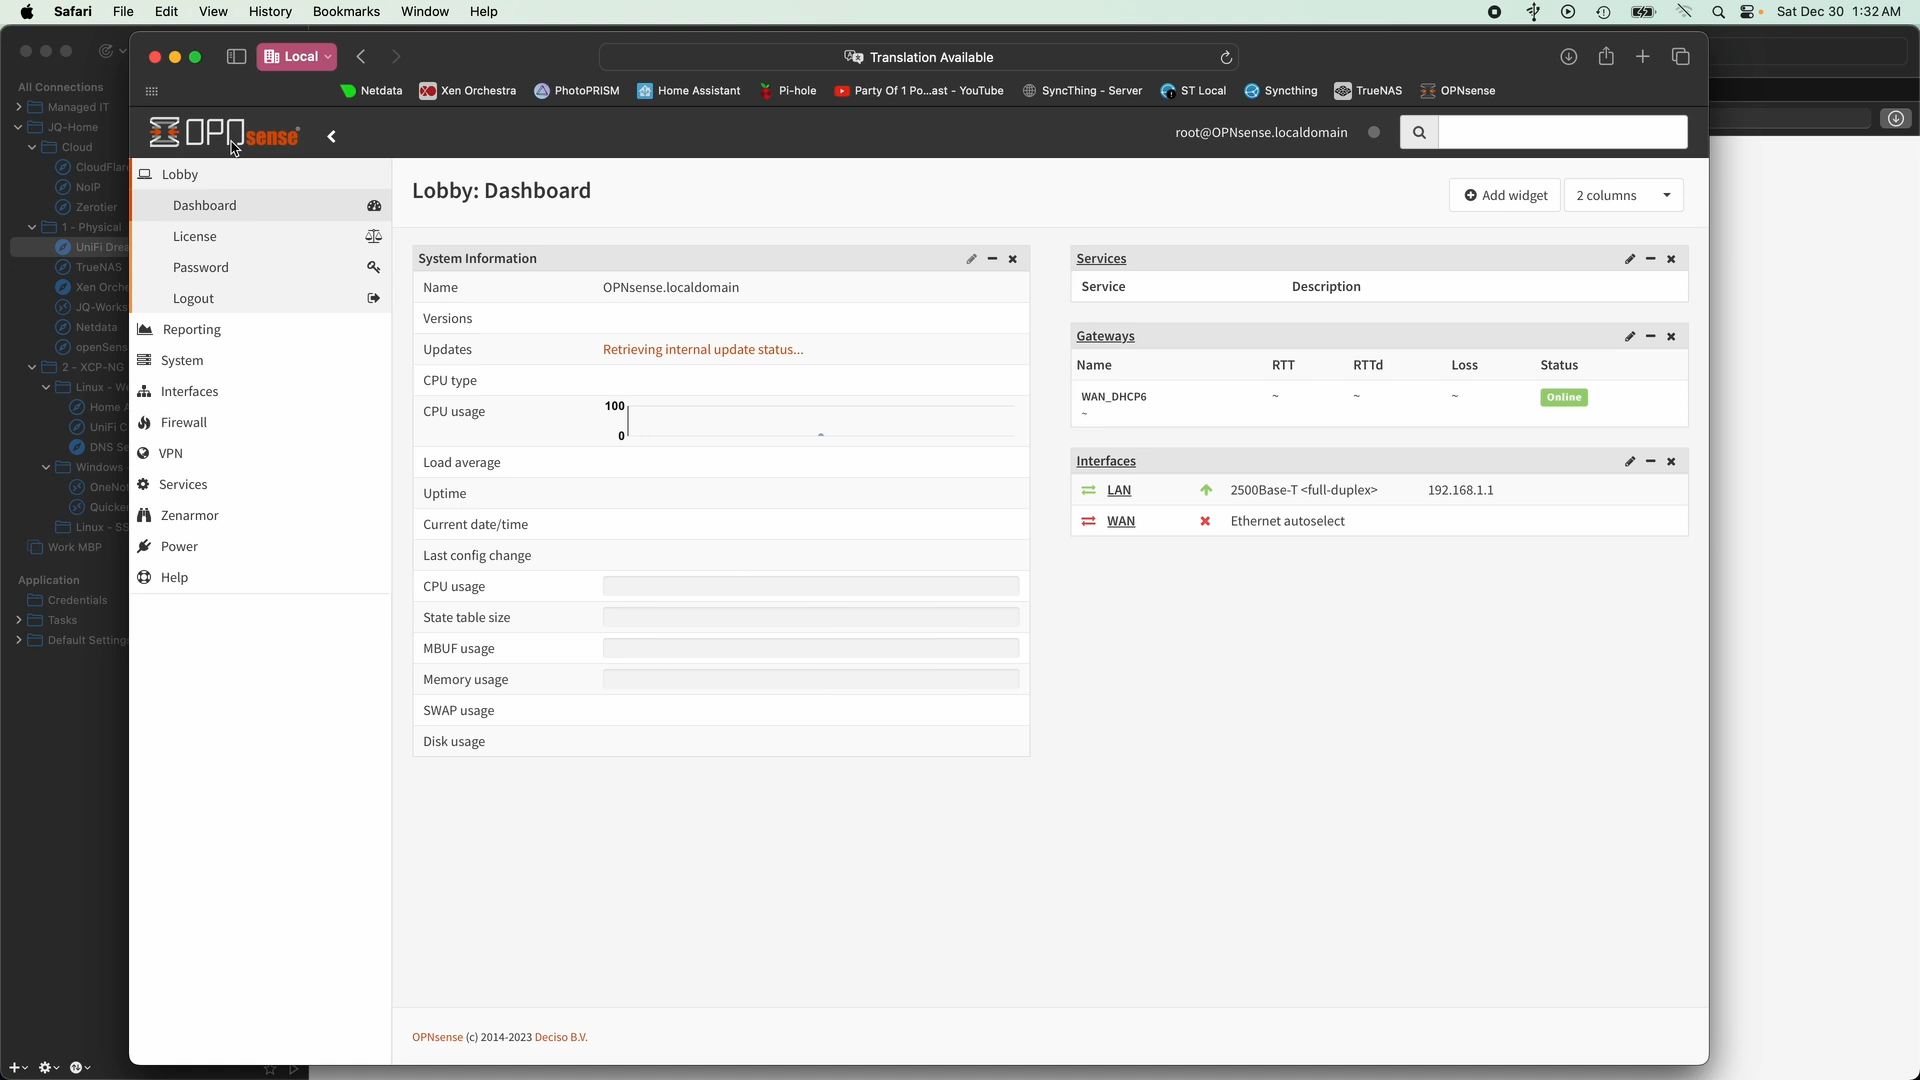 Safari File Edit View History Bookmarks Window Help
Sat Dec 30 1:32 AM
Local
Translation Available
Netdata Xen Orchestra PhotoPRISM Home Assistant Pi-hole Party Of 1 Po...ast - YouTube SyncThing - Server ST Local Syncthing TrueNAS OPNsense
All Connections
Managed IT
JQ-Home
Cloud
CloudFlar
NoIP
Zerotier
1 - Physical
UniFi Drea
TrueNAS
Xen Orche
JQ-Works
Netdata
openSens
2 - XCP-NG
Linux - We
Home A
UniFi C
DNS Se
Windows
OneNo
Quicke
Linux - SS
Work MBP
Application
Credentials
Tasks
Default Settings
OPNsense
root@OPNsense.localdomain
Lobby
Dashboard
License
Password
Logout
Reporting
System
Interfaces
Firewall
VPN
Services
Zenarmor
Power
Help
Lobby: Dashboard
Add widget
2 columns
System Information
Name OPNsense.localdomain
Versions
Updates Retrieving internal update status...
CPU type
CPU usage 100
0
Load average
Uptime
Current date/time
Last config change
CPU usage
State table size
MBUF usage
Memory usage
SWAP usage
Disk usage
Services
Service Description
Gateways
Name RTT RTTd Loss Status
WAN_DHCP6 ~ ~ ~ Online
~
Interfaces
LAN 2500Base-T <full-duplex> 192.168.1.1
WAN Ethernet autoselect
OPNsense (c) 2014-2023 Deciso B.V.